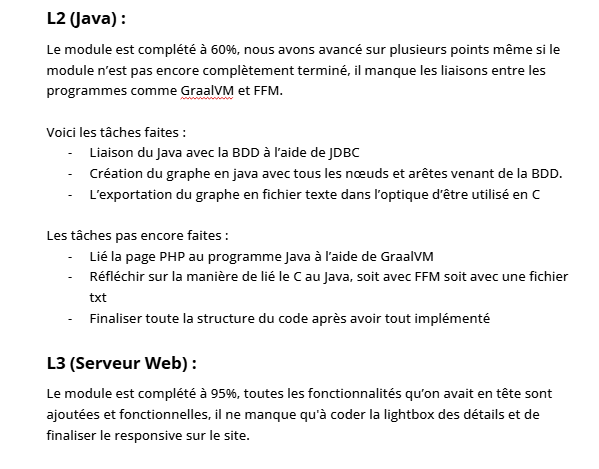 L2 (Java) :
Le module est complété à 60%, nous avons avancé sur plusieurs points même si le
module n’est pas encore complètement terminé, il manque les liaisons entre les
programmes comme GraalVM et FFM.
Voici les tâches faites :
- Liaison du Java avec la BDD à l’aide de JDBC
- Création du graphe en java avec tous les nœuds et arêtes venant de la BDD.
- L’exportation du graphe en fichier texte dans l’optique d’être utilisé en C
Les tâches pas encore faites :
- Lié la page PHP au programme Java à l’aide de GraalVM
- Réfléchir sur la manière de lié le C au Java, soit avec FFM soit avec une fichier
txt
- Finaliser toute la structure du code après avoir tout implémenté
L3 (Serveur Web) :
Le module est complété à 95%, toutes les fonctionnalités qu’on avait en tête sont
ajoutées et fonctionnelles, il ne manque qu'à coder la lightbox des détails et de
finaliser le responsive sur le site.